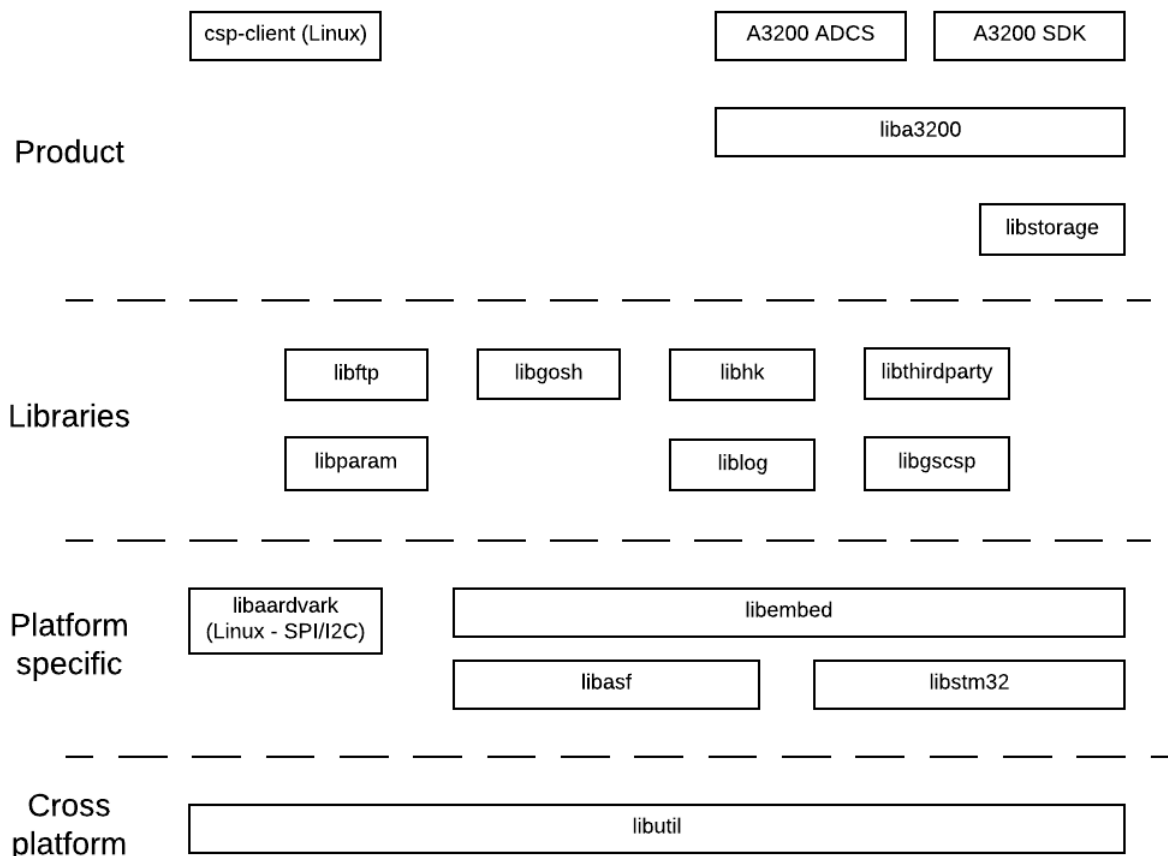 csp-client (Linux)
A3200 ADCS
A3200 SDK
Product
liba3200
libstorage
Libraries
libftp
libgosh
libhk
libthirdparty
libparam
liblog
libgscsp
Platform
specific
libaardvark
(Linux - SPI/I2C)
libembed
libasf
libstm32
Cross
platform
libutil